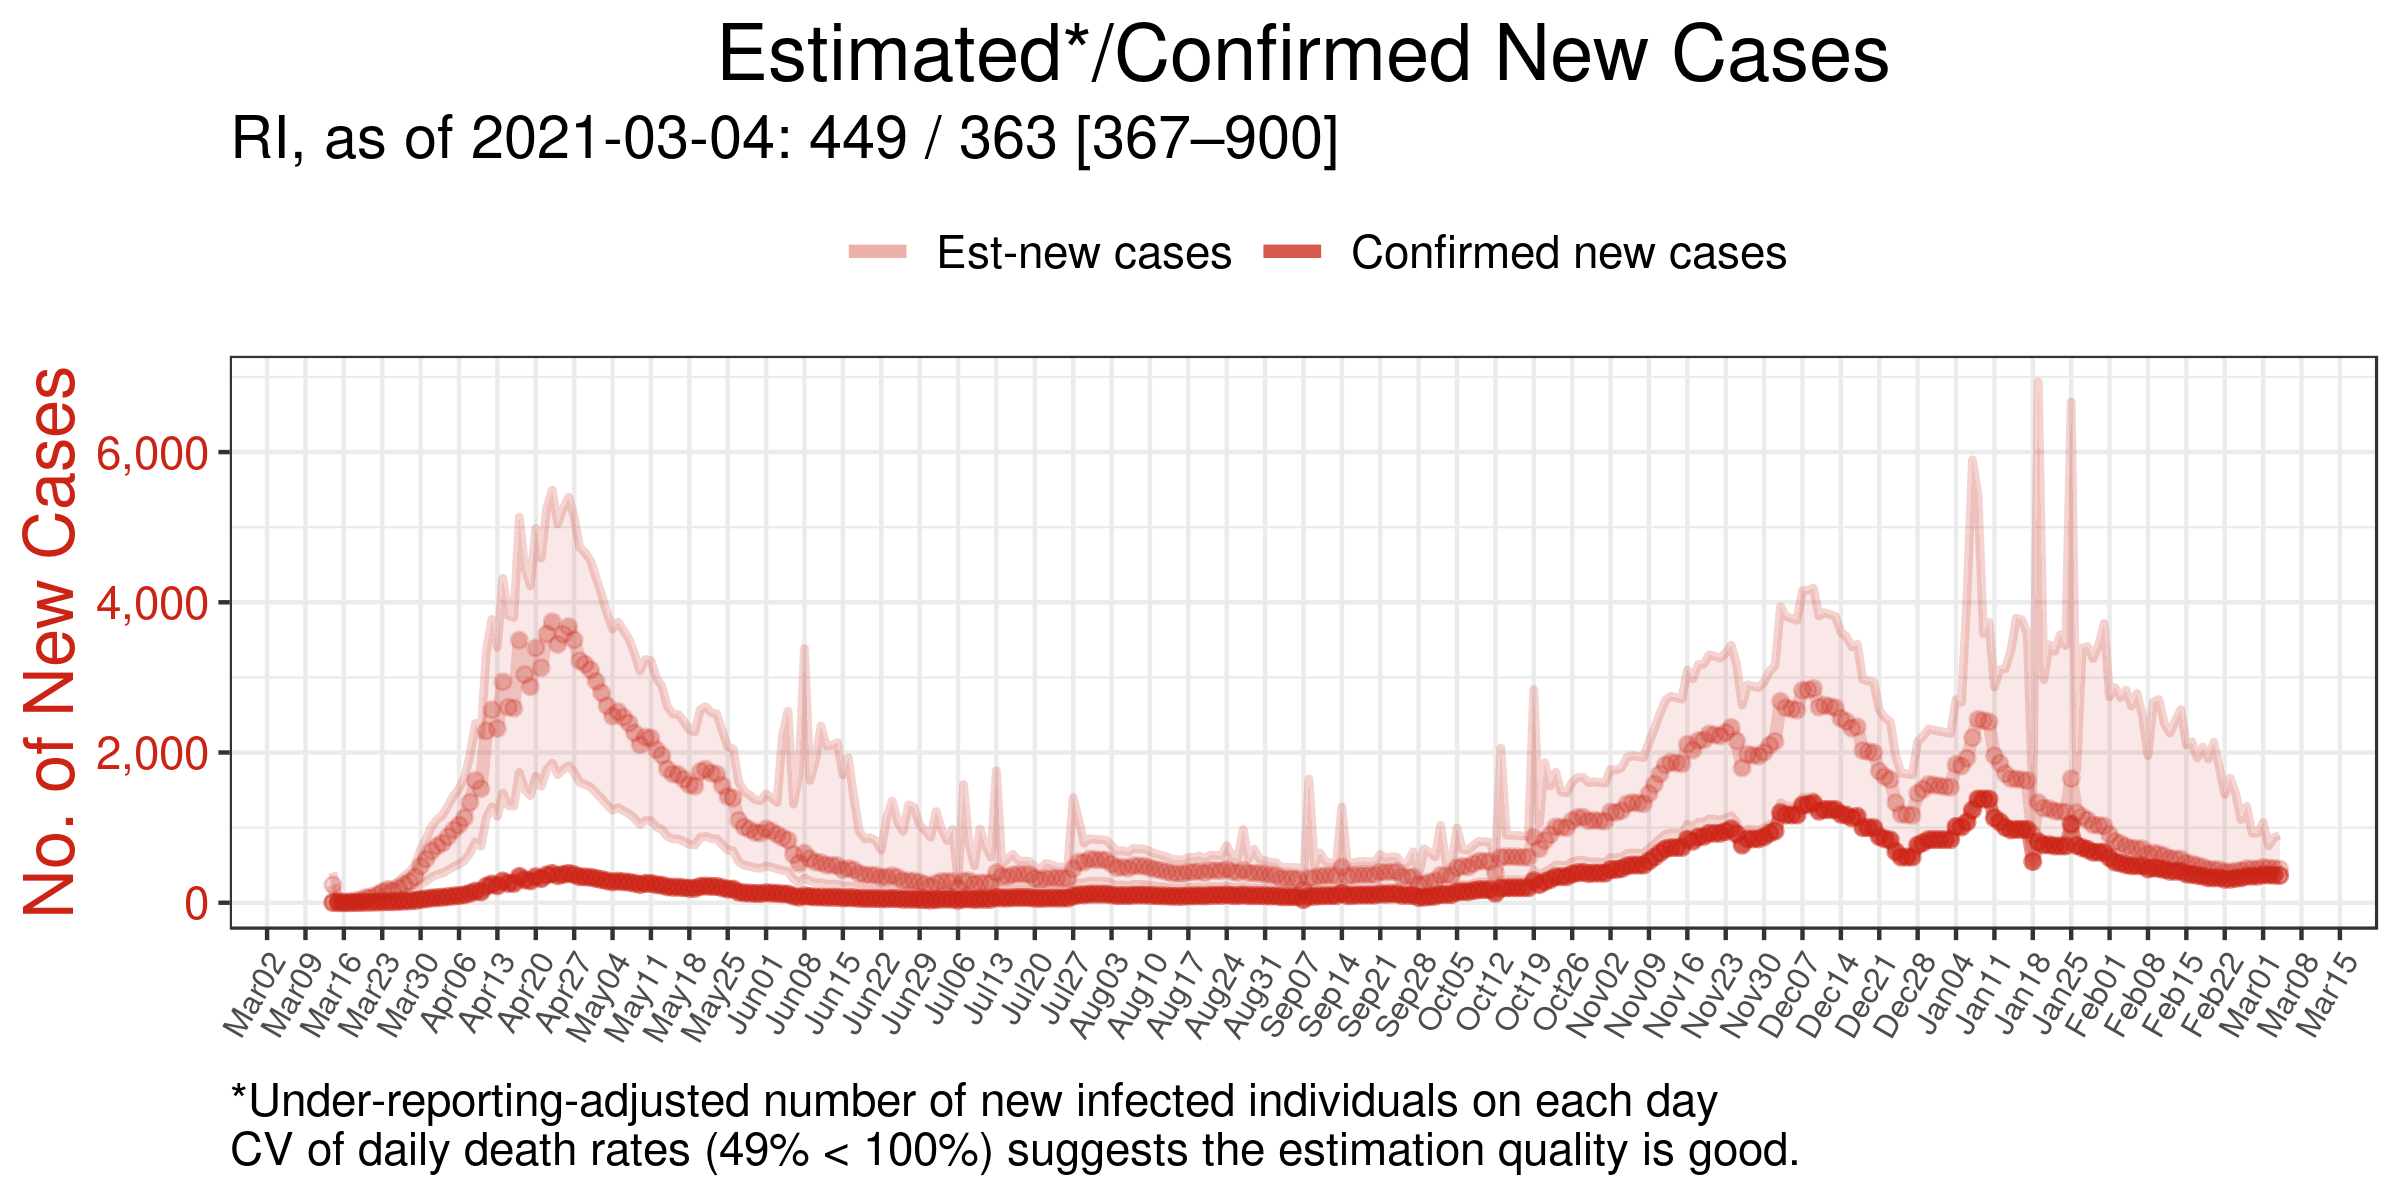 Estimated*/Confirmed New Cases
RI, as of 2021-03-04: 449 / 363 [367–900]
Est-new cases
Confirmed new cases
No. of New Cases
6,000
4,000
2,000
0
Mar02
Mar09
Mar16
Mar23
Mar30
Apr06
Apr13
Apr20
Apr27
May04
May11
May18
May25
Jun01
Jun08
Jun15
Jun22
Jun29
Jul06
Jul13
Jul20
Jul27
Aug03
Aug10
Aug17
Aug24
Aug31
Sep07
Sep14
Sep21
Sep28
Oct05
Oct12
Oct19
Oct26
Nov02
Nov09
Nov16
Nov23
Nov30
Dec07
Dec14
Dec21
Dec28
Jan04
Jan11
Jan18
Jan25
Feb01
Feb08
Feb15
Feb22
Mar01
Mar08
Mar15
*Under-reporting-adjusted number of new infected individuals on each day
CV of daily death rates (49% < 100%) suggests the estimation quality is good.